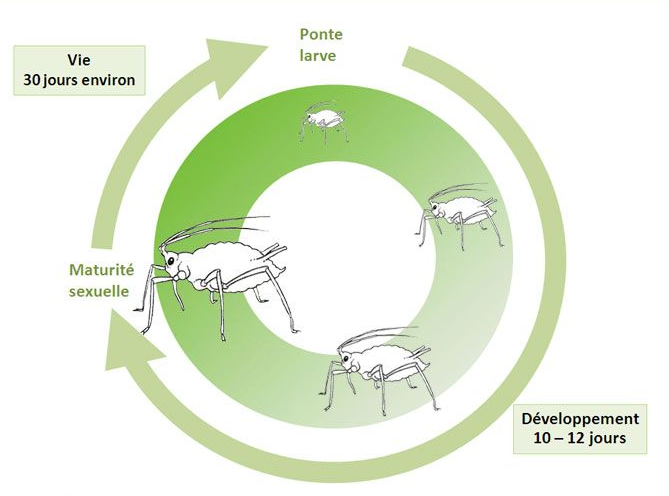 Ponte
larve
Vie
30 jours environ
Maturité
sexuelle
Développement
10 – 12 jours